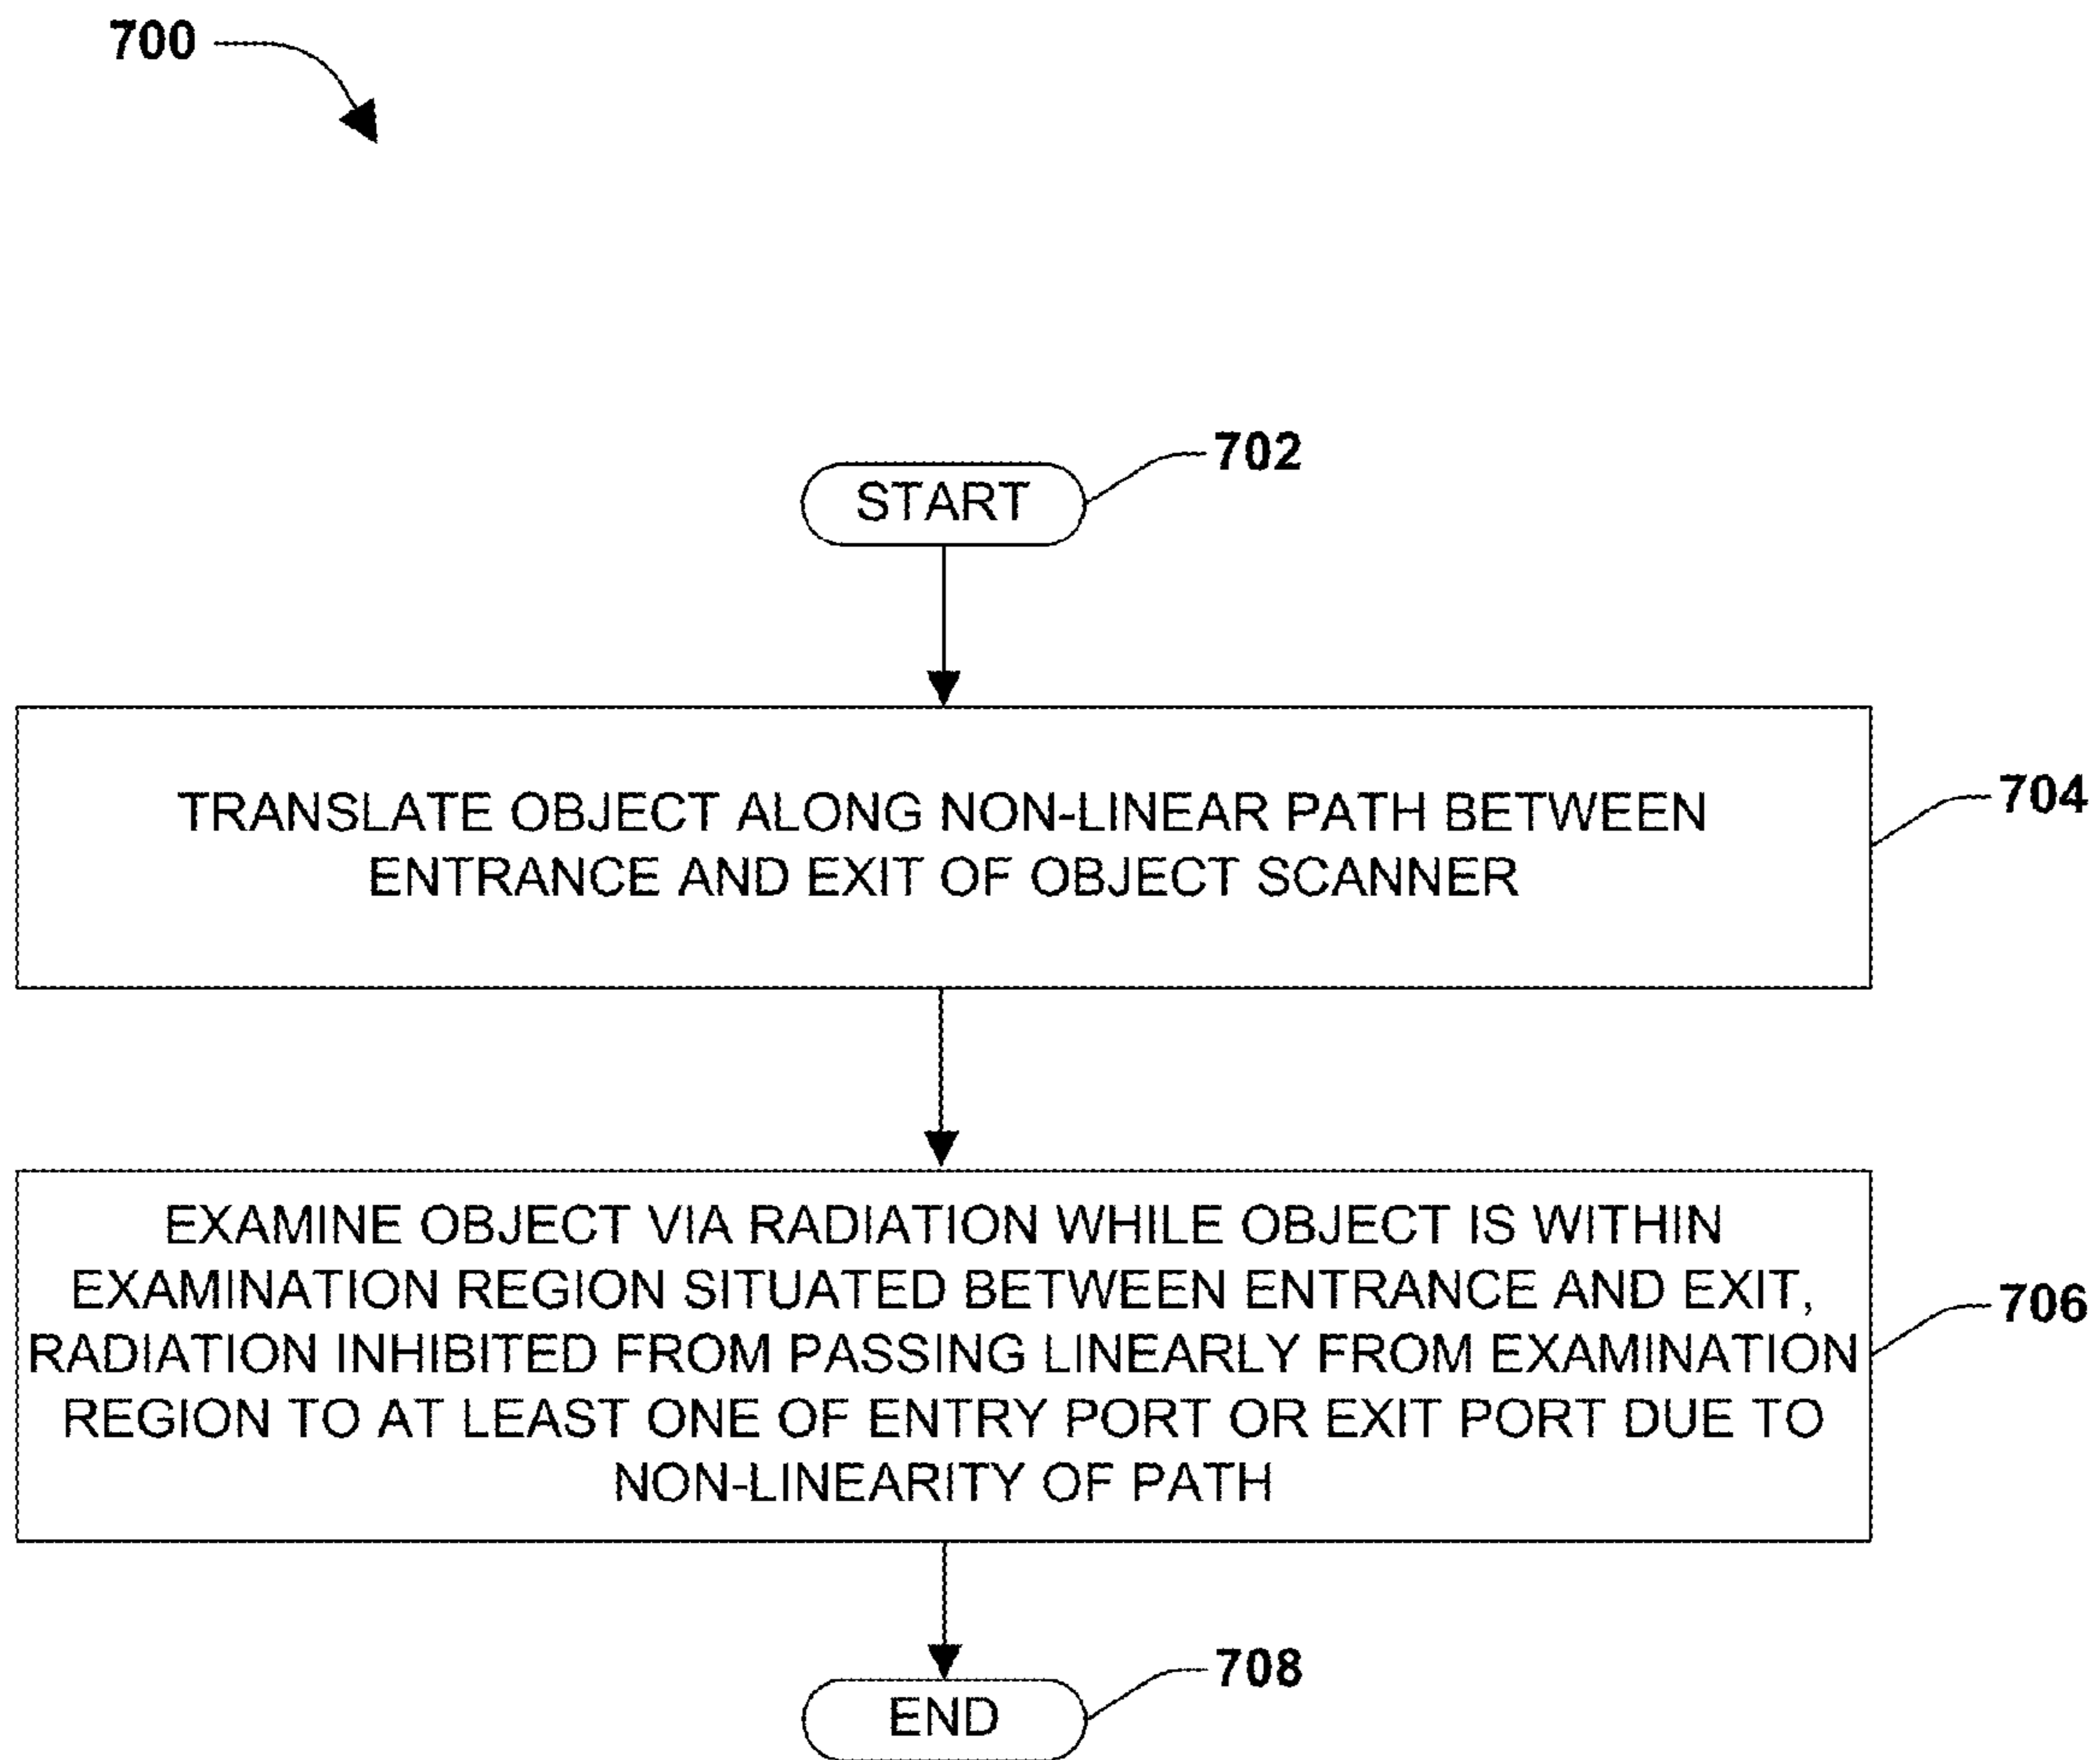 700
702
START
704
TRANSLATE OBJECT ALONG NON-LINEAR PATH BETWEEN
ENTRANCE AND EXIT OF OBJECT SCANNER
706
EXAMINE OBJECT VIA RADIATION WHILE OBJECT IS WITHIN
EXAMINATION REGION SITUATED BETWEEN ENTRANCE AND EXIT,
RADIATION INHIBITED FROM PASSING LINEARLY FROM EXAMINATION
REGION TO AT LEAST ONE OF ENTRY PORT OR EXIT PORT DUE TO
NON-LINEARITY OF PATH
708
END